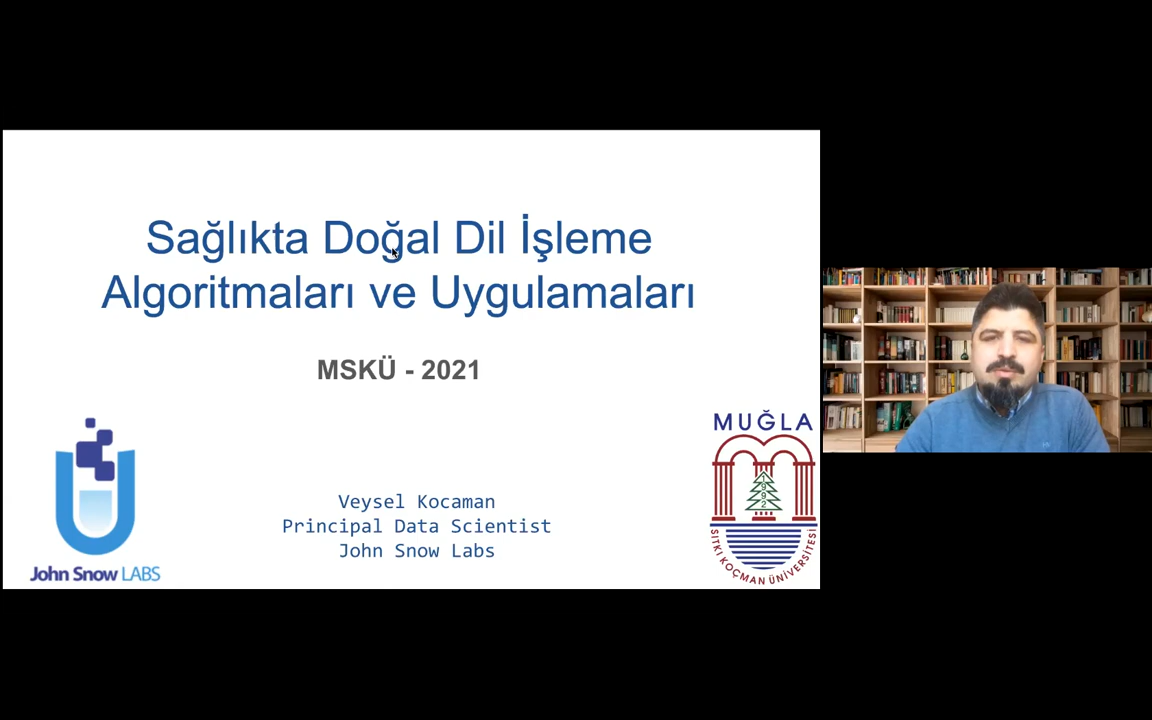 Sağlıkta Doğal Dil İşleme
Algoritmaları ve Uygulamaları
MSKÜ - 2021
Veysel Kocaman
Principal Data Scientist
John Snow Labs
John Snow LABS
MUĞLA
1992
SITKI KOÇMAN ÜNİVERSİTESİ